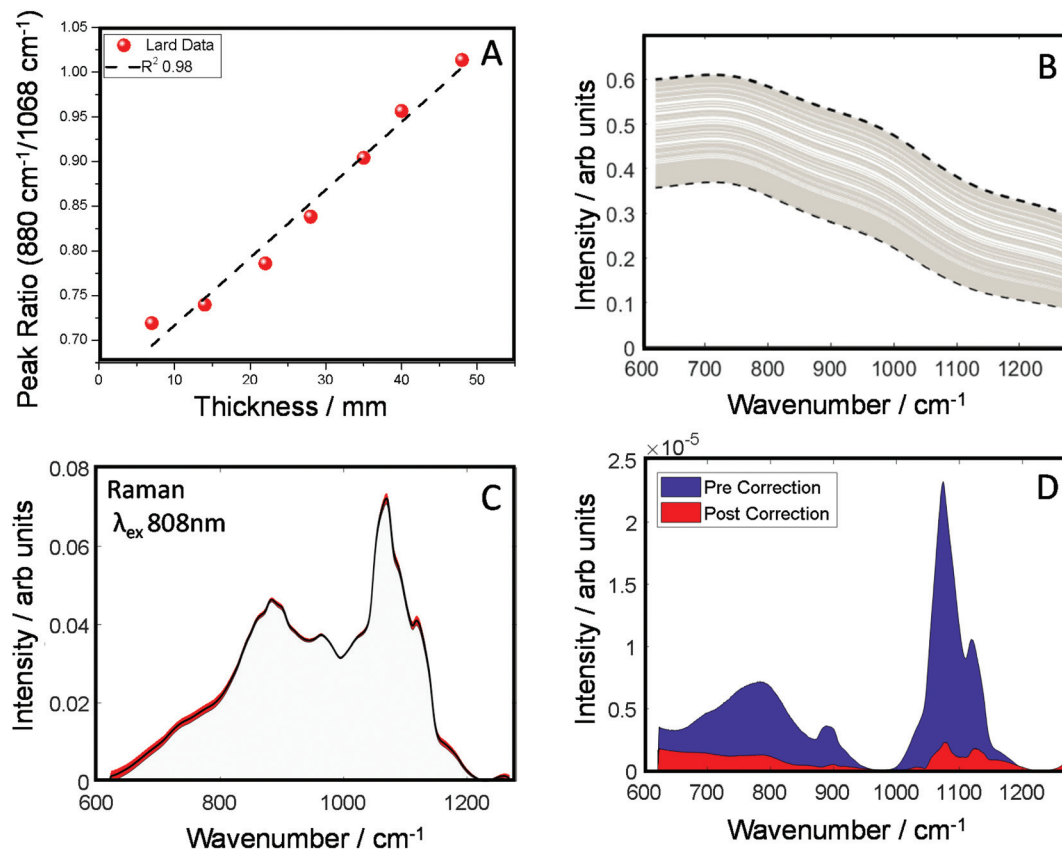 A
Lard Data
R² 0.98
Peak Ratio (880 cm⁻¹/1068 cm⁻¹)
1.05
1.00
0.95
0.90
0.85
0.80
0.75
0.70
0 10 20 30 40 50
Thickness / mm
B
Intensity / arb units
0.6
0.5
0.4
0.3
0.2
0.1
0
600 700 800 900 1000 1100 1200
Wavenumber / cm⁻¹
C
Raman
λex 808nm
Intensity / arb units
0.08
0.06
0.04
0.02
0
600 800 1000 1200
Wavenumber / cm⁻¹
D
×10⁻⁵
Pre Correction
Post Correction
Intensity / arb units
2.5
2
1.5
1
0.5
0
600 700 800 900 1000 1100 1200
Wavenumber / cm⁻¹